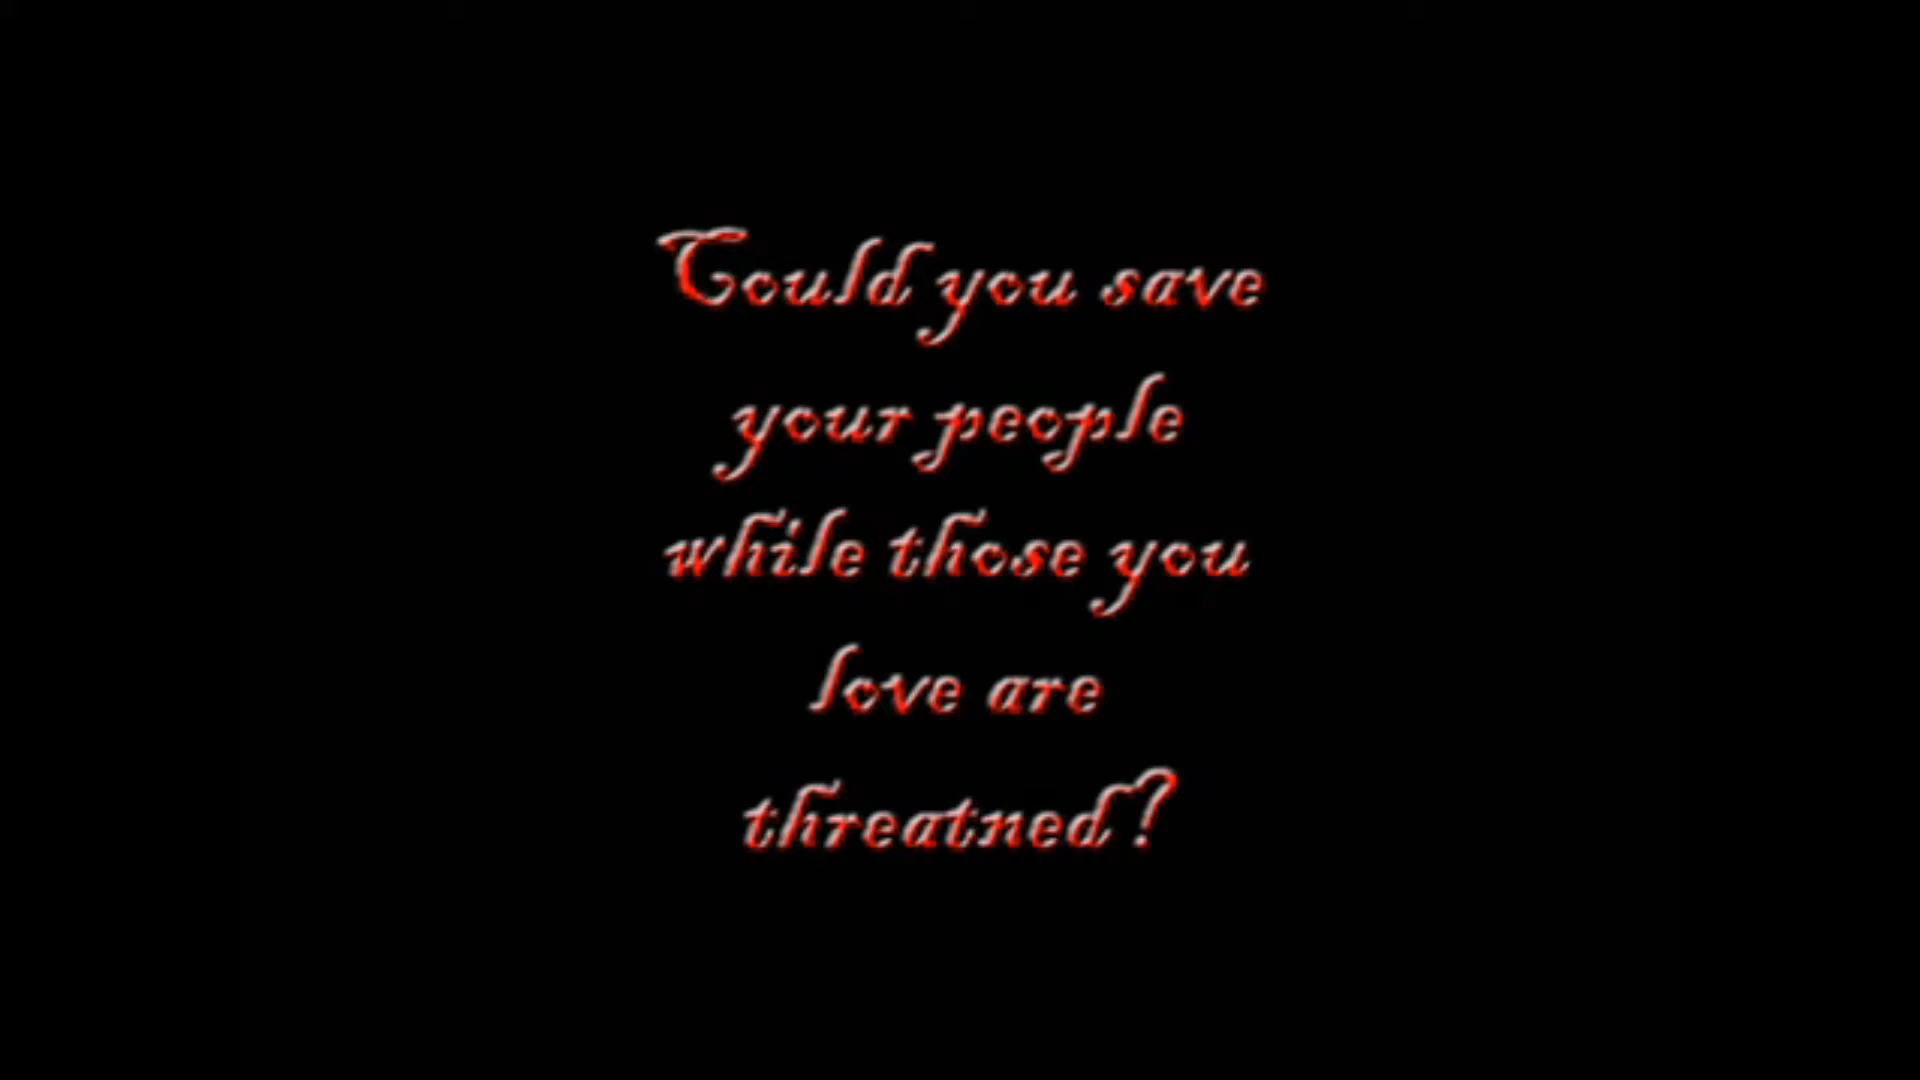 Could you save
your people
while those you
love are
threatned?